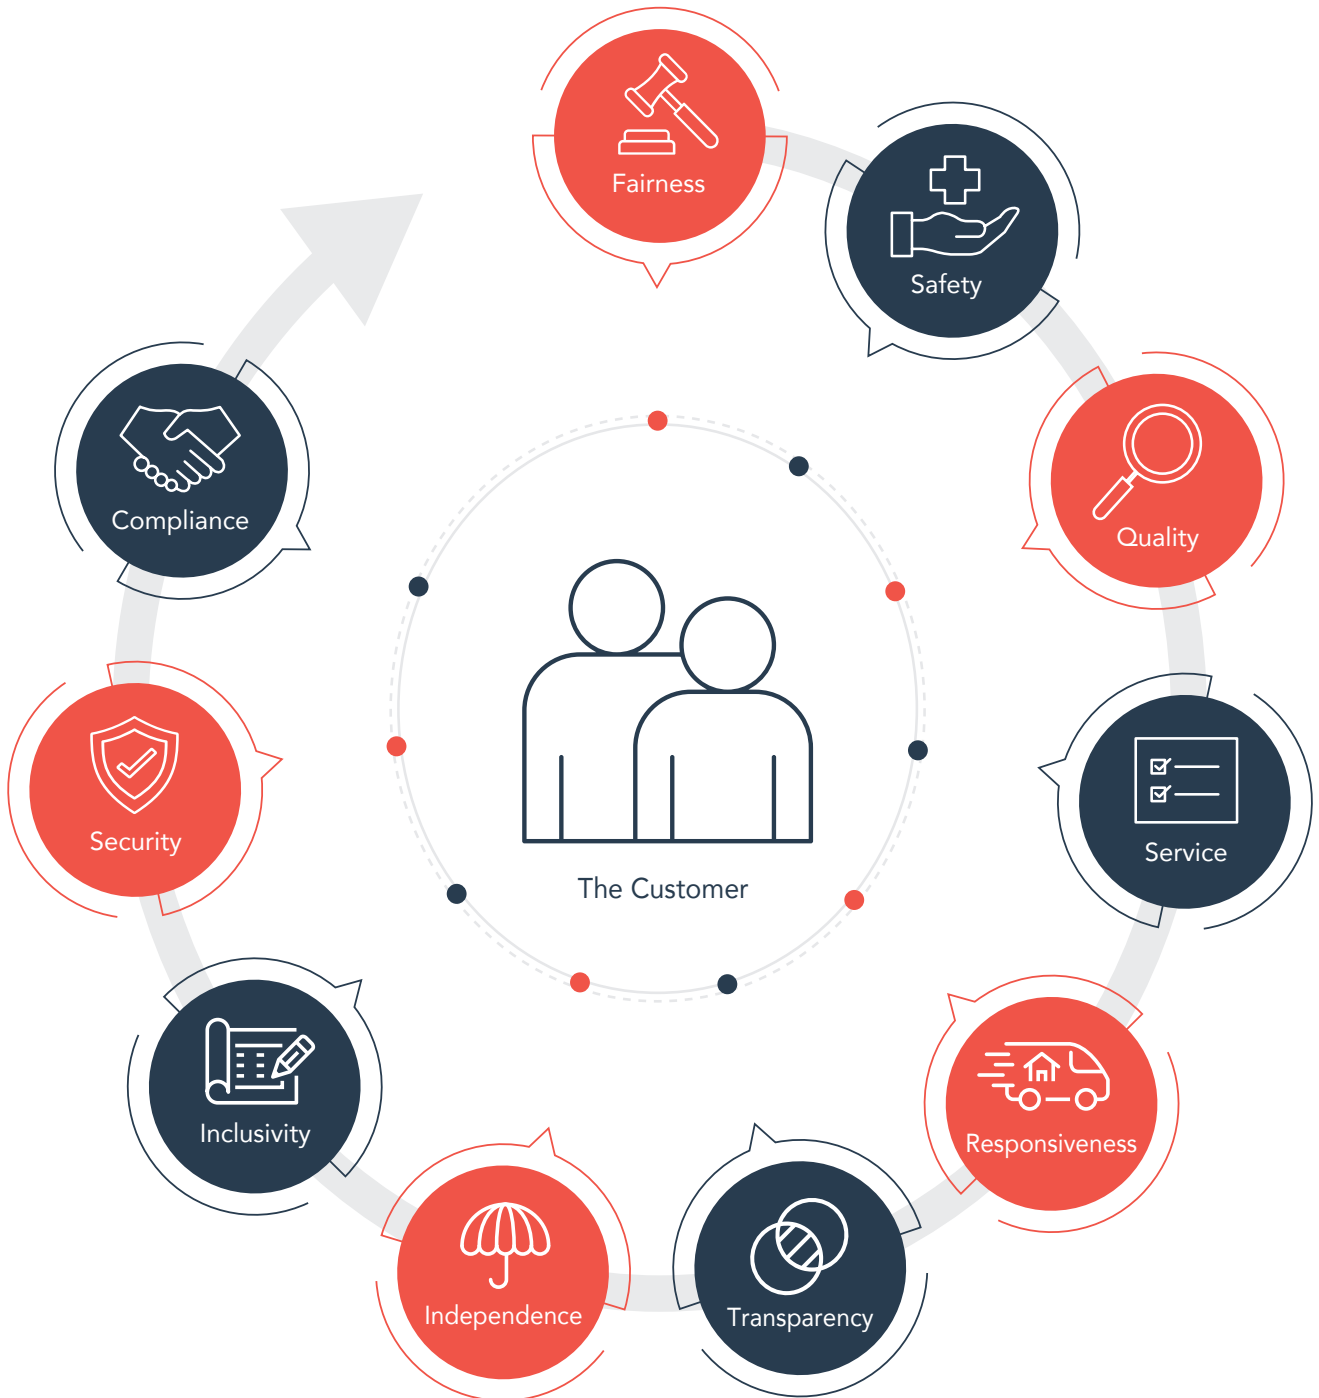 Fairness
Safety
Quality
Service
Responsiveness
Transparency
Independence
Inclusivity
Security
Compliance
The Customer